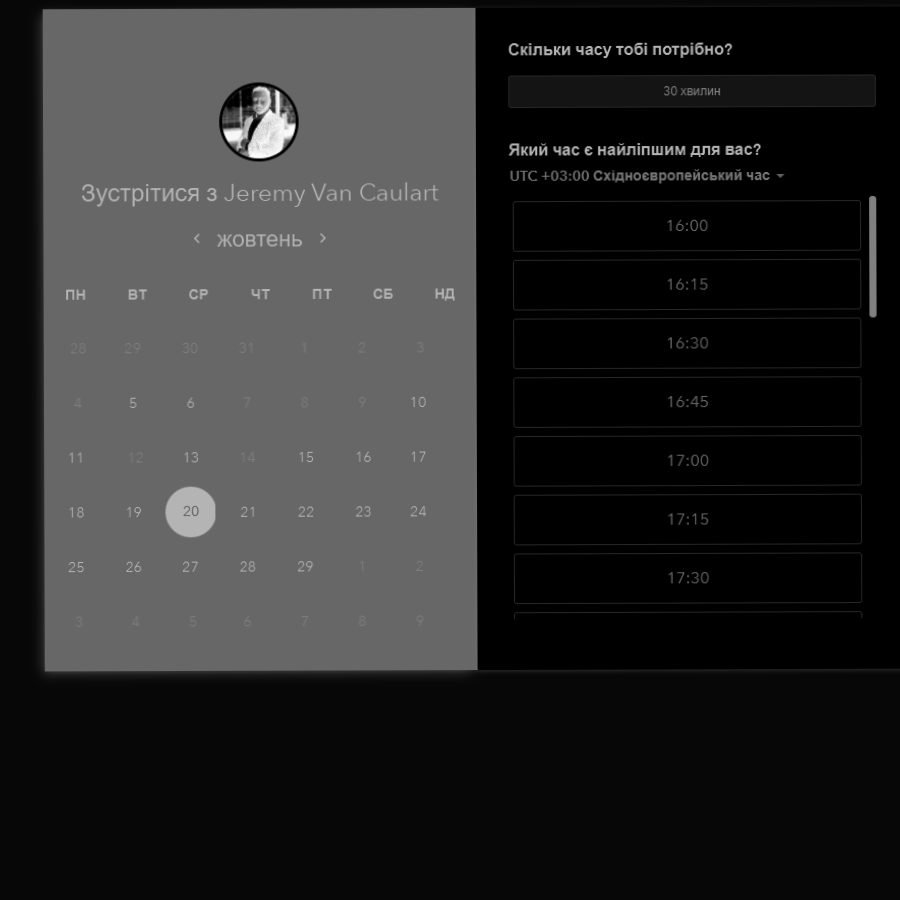 Зустрітися з Jeremy Van Caulart
жовтень
ПН ВТ СР ЧТ ПТ СБ НД
28 29 30 31 1 2 3
4 5 6 7 8 9 10
11 12 13 14 15 16 17
18 19 20 21 22 23 24
25 26 27 28 29 1 2
3 4 5 6 7 8 9
Скільки часу тобі потрібно?
30 хвилин
Який час є найліпшим для вас?
UTC +03:00 Східноєвропейський час
16:00
16:15
16:30
16:45
17:00
17:15
17:30